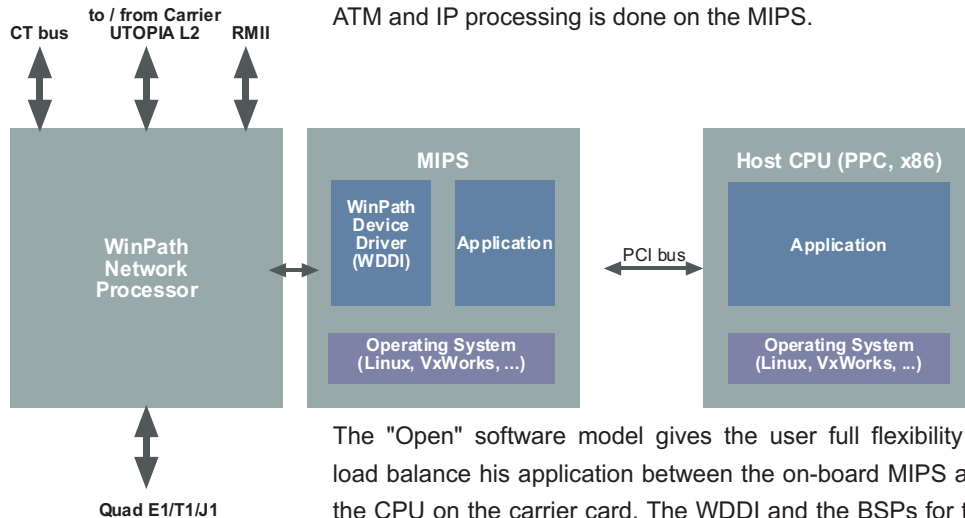 to / from Carrier
CT bus UTOPIA L2 RMII
ATM and IP processing is done on the MIPS.
WinPath
Network
Processor
MIPS
WinPath
Device
Driver
(WDDI)
Application
Operating System
(Linux, VxWorks, ...)
PCI bus
Host CPU (PPC, x86)
Application
Operating System
(Linux, VxWorks, ...)
Quad E1/T1/J1
The "Open" software model gives the user full flexibility
load balance his application between the on-board MIPS
the CPU on the carrier card. The WDDI and the BSPs for